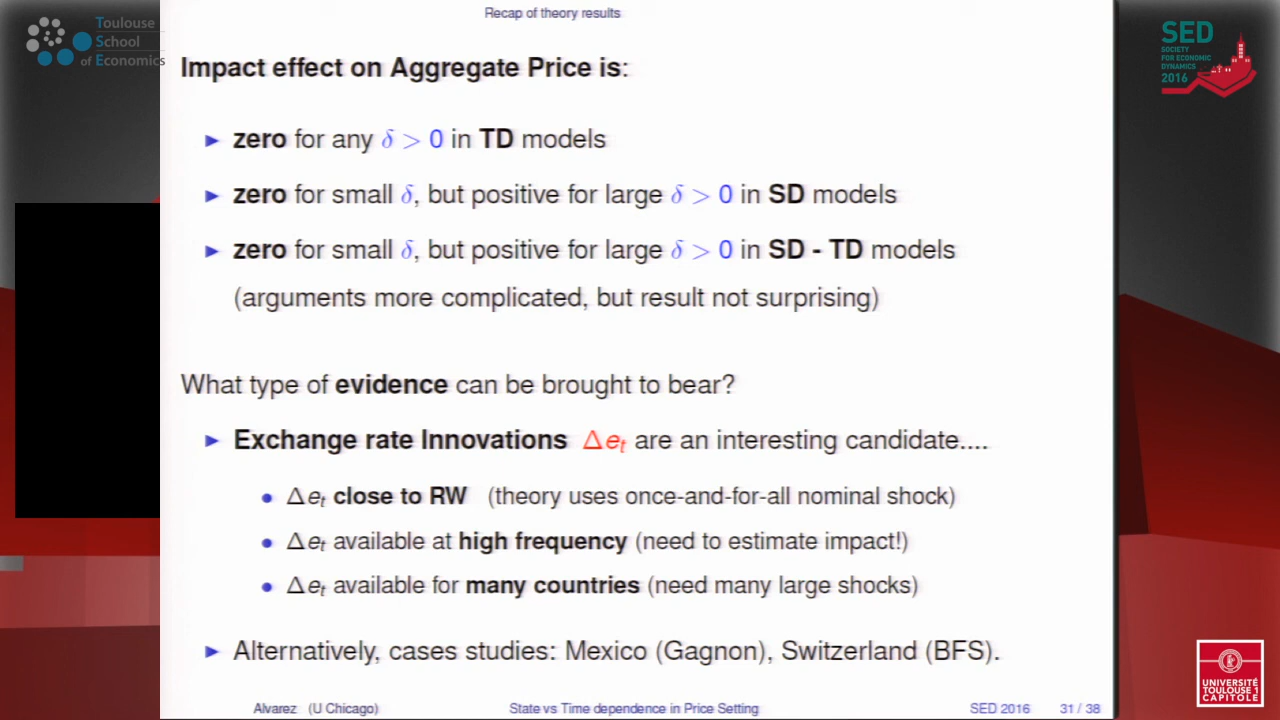 Toulouse
School
of Economics
Recap of theory results
SED
SOCIETY
FOR ECONOMIC
DYNAMICS
2016
Impact effect on Aggregate Price is:
► zero for any δ > 0 in TD models
► zero for small δ, but positive for large δ > 0 in SD models
► zero for small δ, but positive for large δ > 0 in SD - TD models
(arguments more complicated, but result not surprising)
What type of evidence can be brought to bear?
► Exchange rate Innovations Δeₜ are an interesting candidate....
• Δeₜ close to RW (theory uses once-and-for-all nominal shock)
• Δeₜ available at high frequency (need to estimate impact!)
• Δeₜ available for many countries (need many large shocks)
► Alternatively, cases studies: Mexico (Gagnon), Switzerland (BFS).
Alvarez (U Chicago) State vs Time dependence in Price Setting SED 2016 31 / 38
UNIVERSITÉ
TOULOUSE 1
CAPITOLE